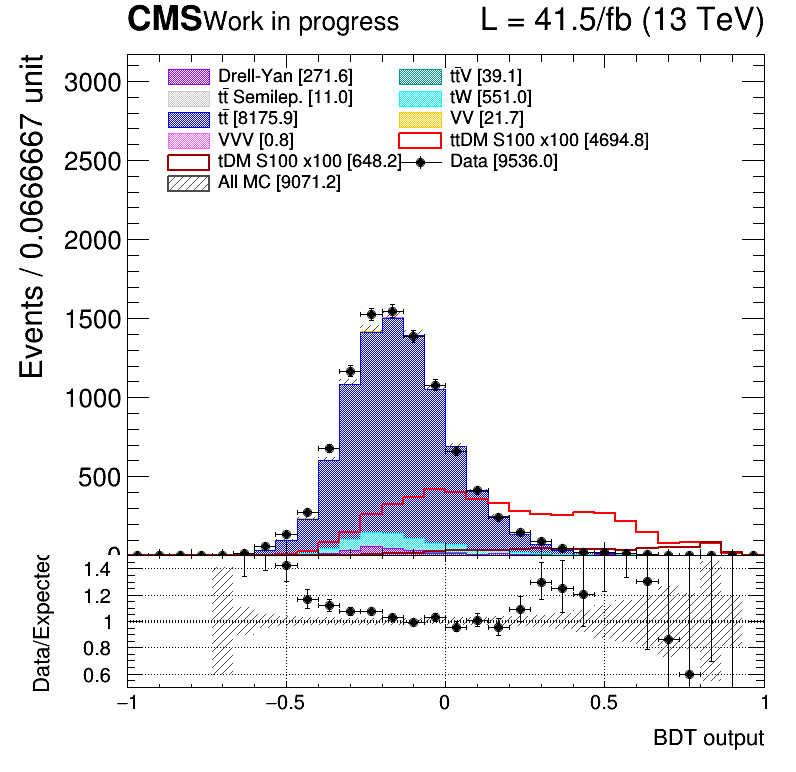 CMS Work in progress L = 41.5/fb (13 TeV)
Events / 0.0666667 unit
3000
2500
2000
1500
1000
500
0
Drell-Yan [271.6]
tt̄ Semilep. [11.0]
tt̄ [8175.9]
VVV [0.8]
tDM S100 x100 [648.2]
All MC [9071.2]
tt̄V [39.1]
tW [551.0]
VV [21.7]
ttDM S100 x100 [4694.8]
Data [9536.0]
Data/Expected
1.4
1.2
1
0.8
0.6
−1 −0.5 0 0.5 1
BDT output